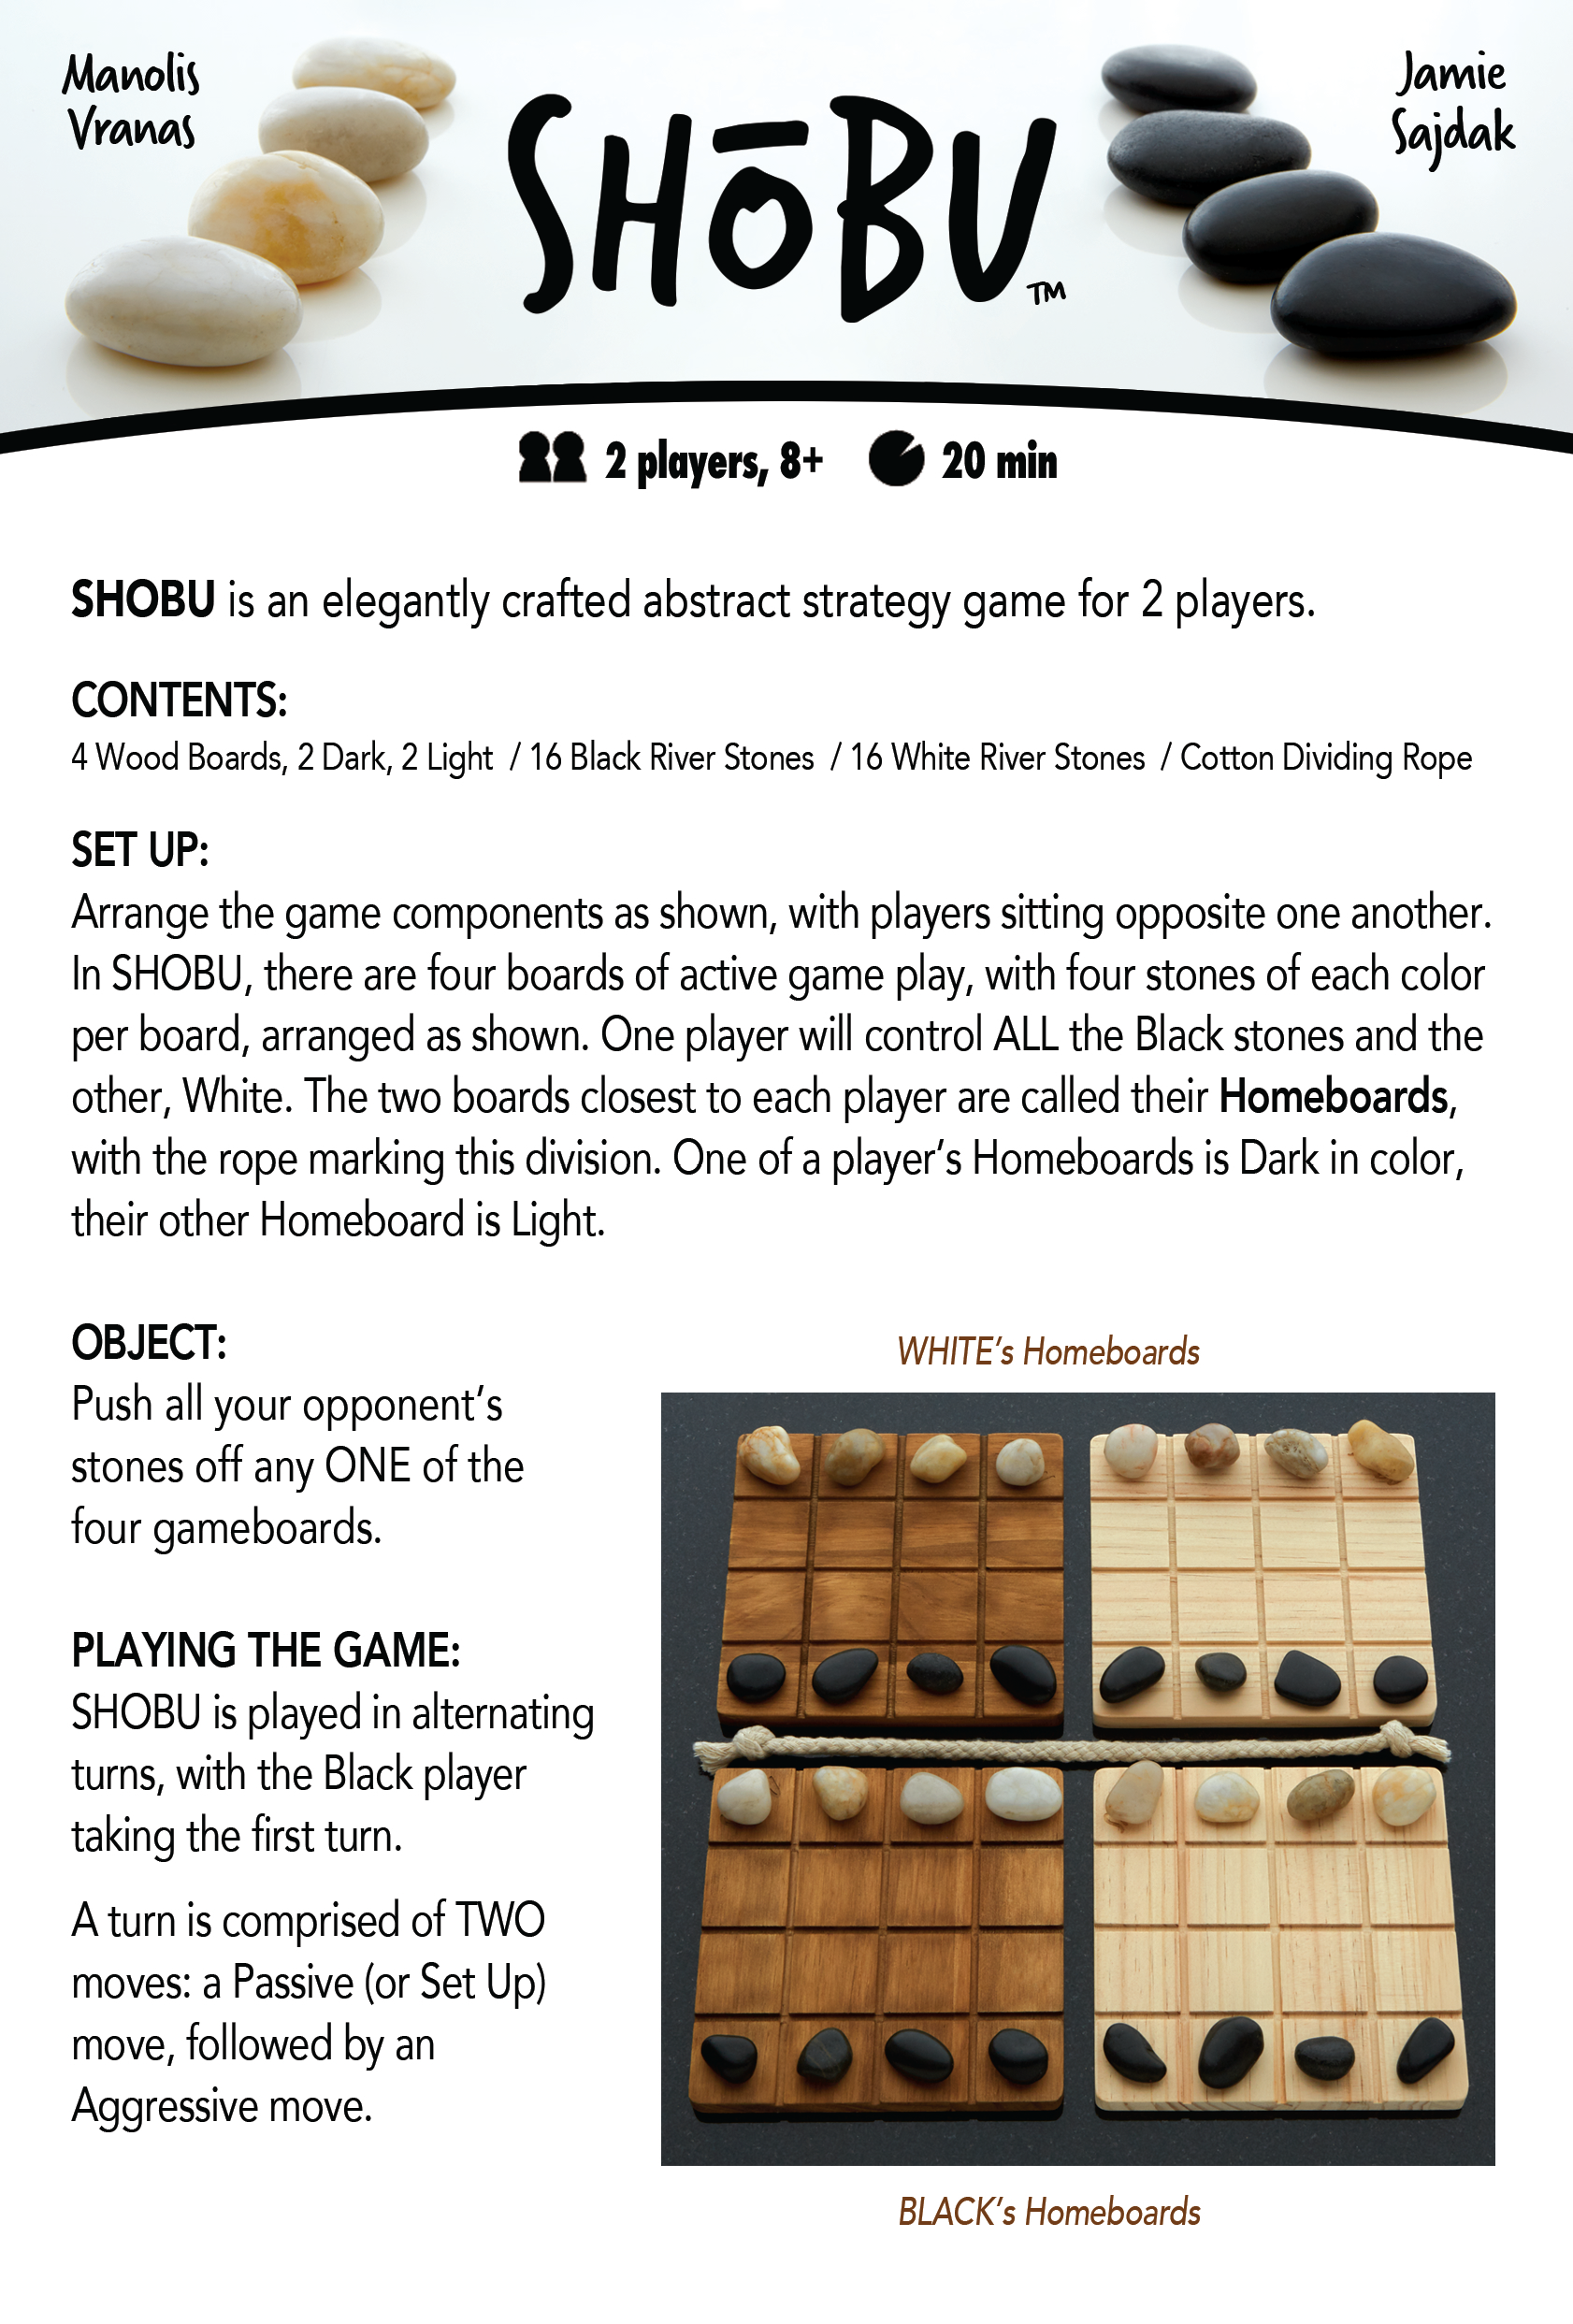 Manolis
Vranas
SHōBU™
Jamie
Sajdak
2 players, 8+ 20 min
SHOBU is an elegantly crafted abstract strategy game for 2 players.
CONTENTS:
4 Wood Boards, 2 Dark, 2 Light / 16 Black River Stones / 16 White River Stones / Cotton Dividing Rope
SET UP:
Arrange the game components as shown, with players sitting opposite one another.
In SHOBU, there are four boards of active game play, with four stones of each color
per board, arranged as shown. One player will control ALL the Black stones and the
other, White. The two boards closest to each player are called their Homeboards,
with the rope marking this division. One of a player’s Homeboards is Dark in color,
their other Homeboard is Light.
OBJECT:
Push all your opponent’s
stones off any ONE of the
four gameboards.
PLAYING THE GAME:
SHOBU is played in alternating
turns, with the Black player
taking the first turn.
A turn is comprised of TWO
moves: a Passive (or Set Up)
move, followed by an
Aggressive move.
WHITE’s Homeboards
BLACK’s Homeboards